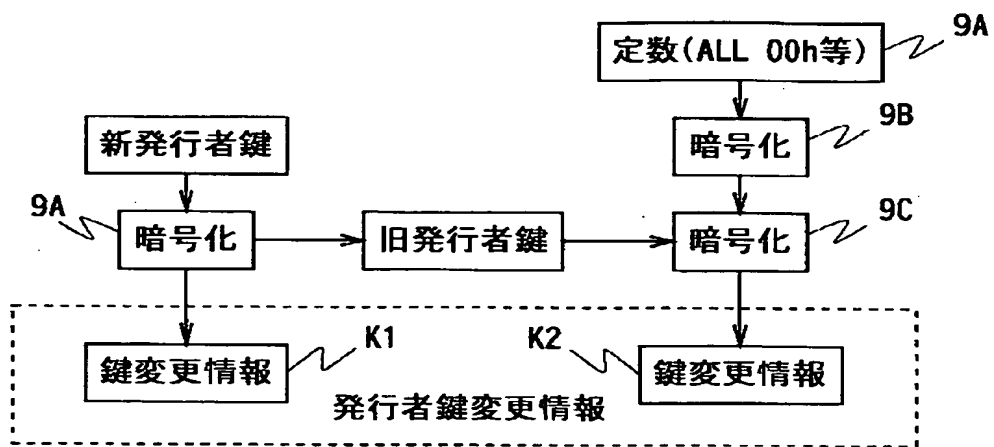 定数(ALL 00h等)
9A
新発行者鍵
暗号化
9B
9A
暗号化
旧発行者鍵
暗号化
9C
鍵変更情報
K1
K2
鍵変更情報
発行者鍵変更情報